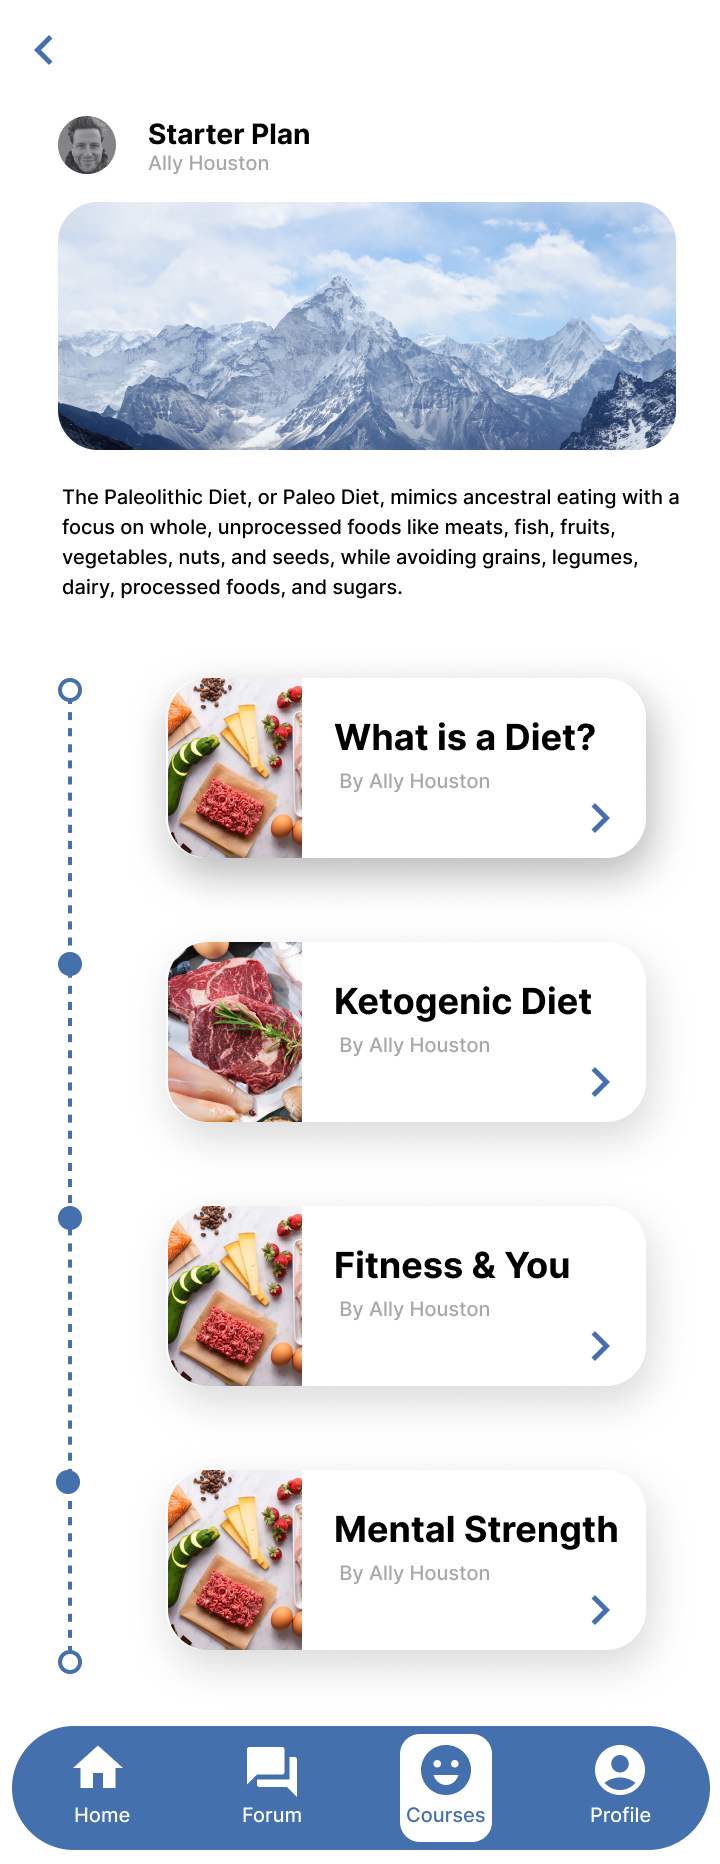 Starter Plan
Ally Houston
The Paleolithic Diet, or Paleo Diet, mimics ancestral eating with a
focus on whole, unprocessed foods like meats, fish, fruits,
vegetables, nuts, and seeds, while avoiding grains, legumes,
dairy, processed foods, and sugars.
What is a Diet?
By Ally Houston
Ketogenic Diet
By Ally Houston
Fitness & You
By Ally Houston
Mental Strength
By Ally Houston
Home
Forum
Courses
Profile